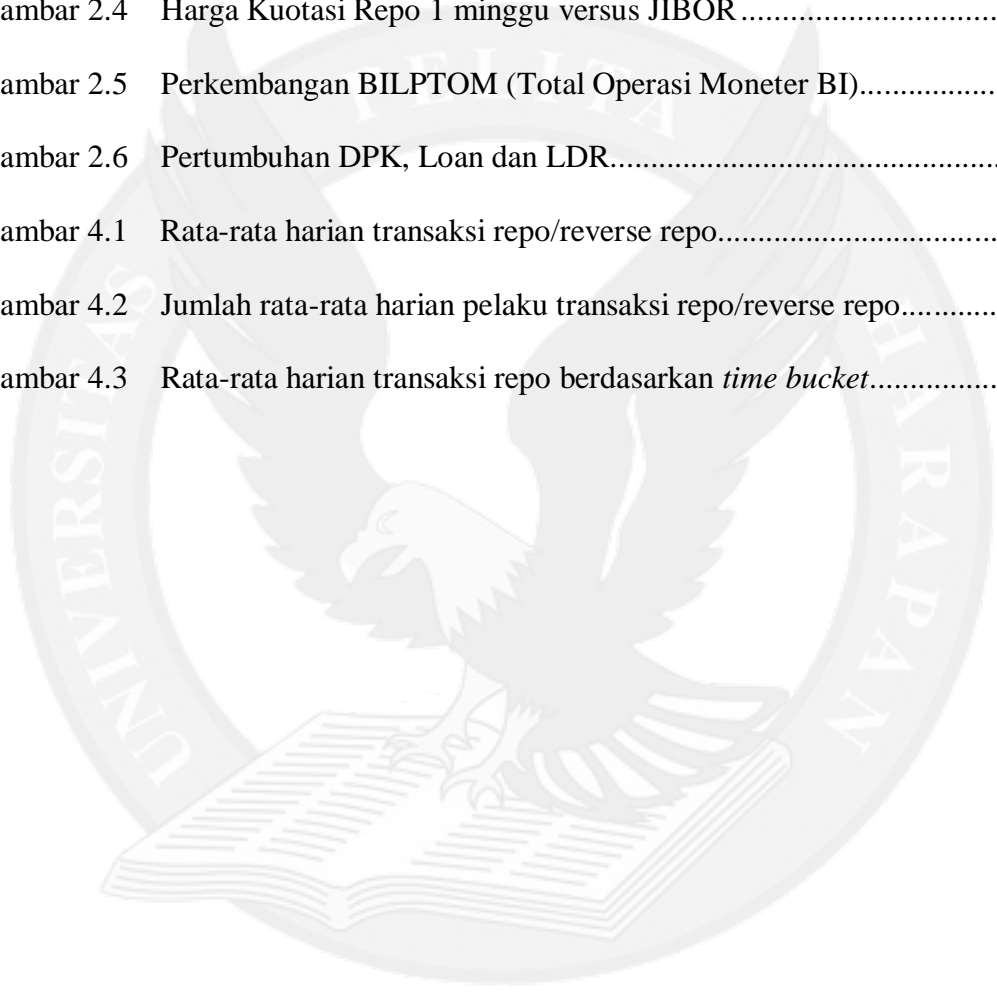 ambar 2.4 Harga Kuotasi Repo 1 minggu versus JIBOR..............................
ambar 2.5 Perkembangan BILPTOM (Total Operasi Moneter BI)................
ambar 2.6 Pertumbuhan DPK, Loan dan LDR..............................................
ambar 4.1 Rata-rata harian transaksi repo/reverse repo.................................
ambar 4.2 Jumlah rata-rata harian pelaku transaksi repo/reverse repo...........
ambar 4.3 Rata-rata harian transaksi repo berdasarkan time bucket...............
UNIVERSITAS PELITA HARAPAN